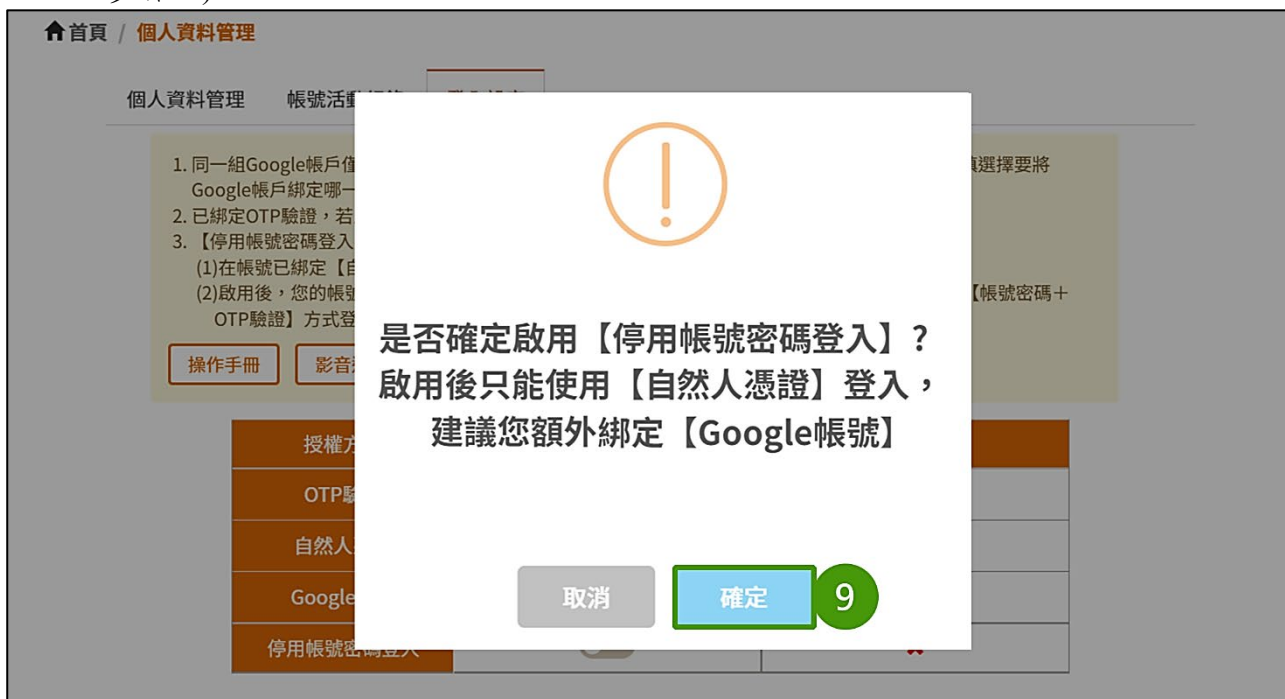 首頁 / 個人資料管理
個人資料管理 帳號活動
1. 同一組Google帳戶僅 選擇要將
Google帳戶綁定哪一
2. 已綁定OTP驗證，若
3. 【停用帳號密碼登入
(1)在帳號已綁定【自
(2)啟用後，您的帳號 【帳號密碼＋
OTP驗證】方式登
操作手冊 影音
是否確定啟用【停用帳號密碼登入】?
啟用後只能使用【自然人憑證】登入，
建議您額外綁定【Google帳號】
授權方
OTP驗
自然人
Google
取消 確定 9
停用帳號密碼登入